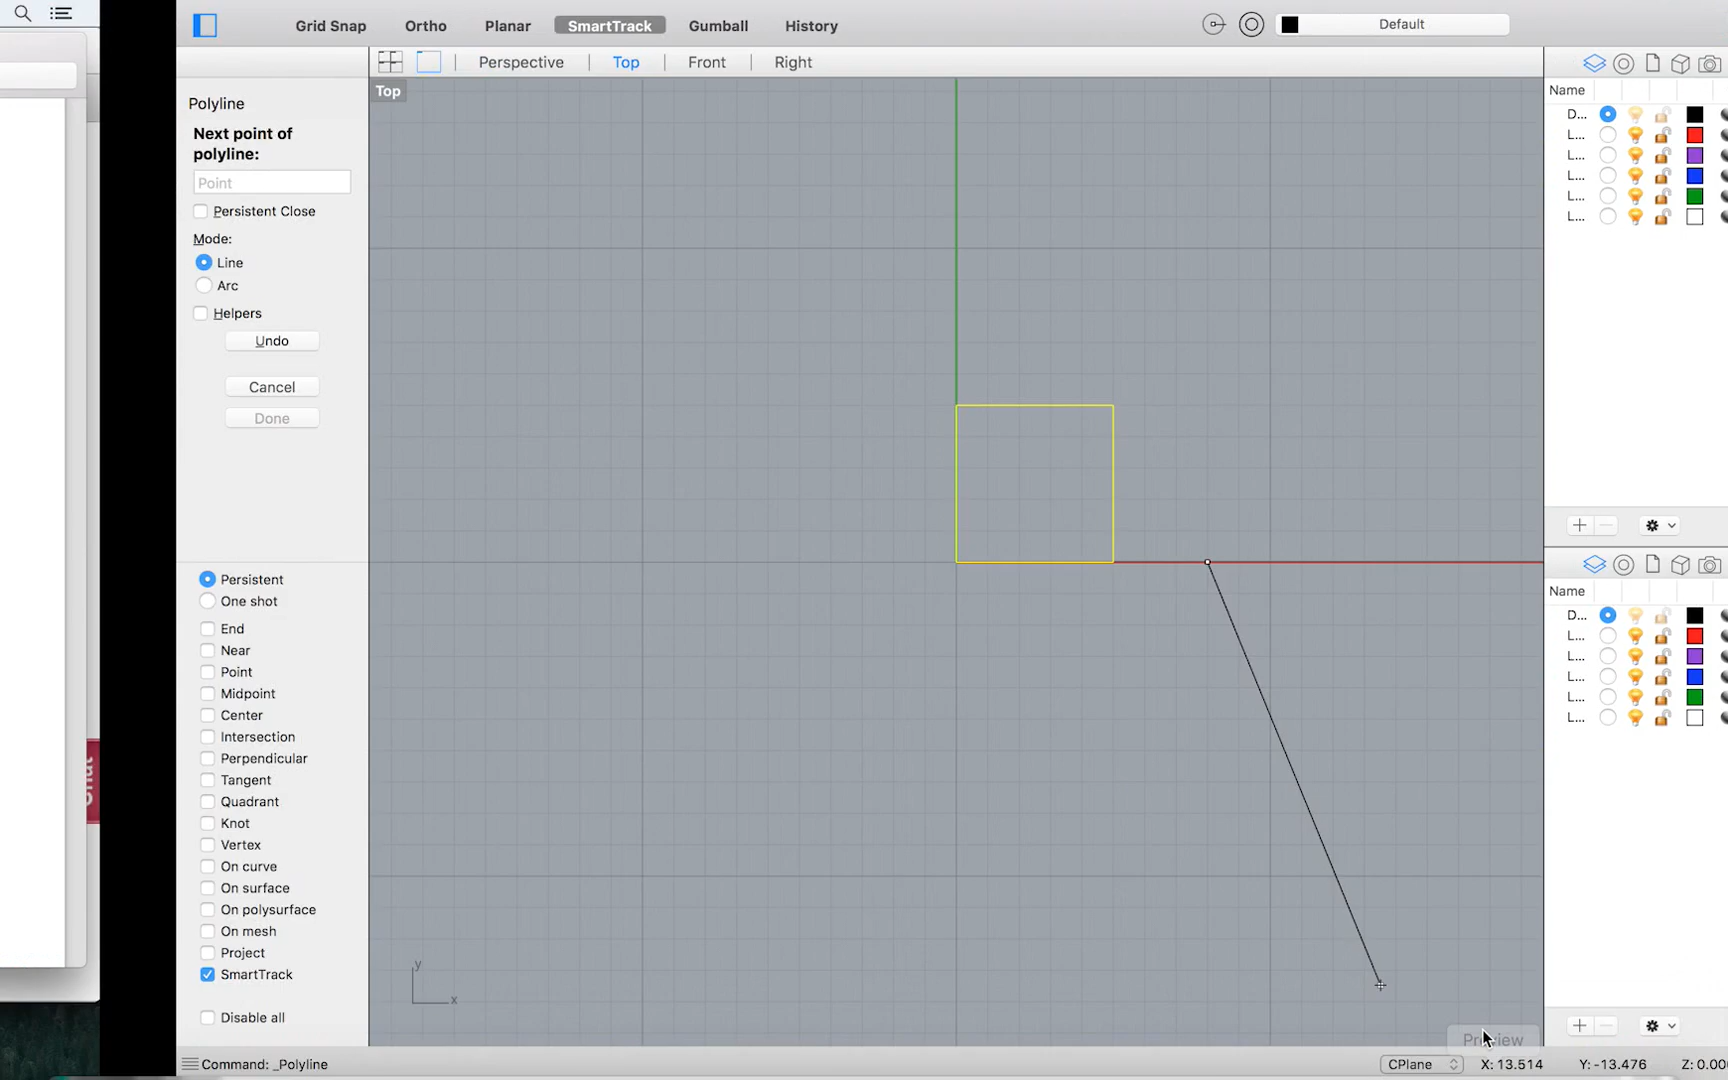 Grid Snap Ortho Planar SmartTrack Gumball History Default
Perspective Top Front Right
Top
Polyline
Next point of
polyline:
Point
Persistent Close
Mode:
Line
Arc
Helpers
Undo
Cancel
Done
Persistent
One shot
End
Near
Point
Midpoint
Center
Intersection
Perpendicular
Tangent
Quadrant
Knot
Vertex
On curve
On surface
On polysurface
On mesh
Project
SmartTrack
Disable all
y
x
Name
D...
L...
L...
L...
L...
L...
Name
D...
L...
L...
L...
L...
L...
Preview
Command: _Polyline CPlane X: 13.514 Y: -13.476 Z: 0.00